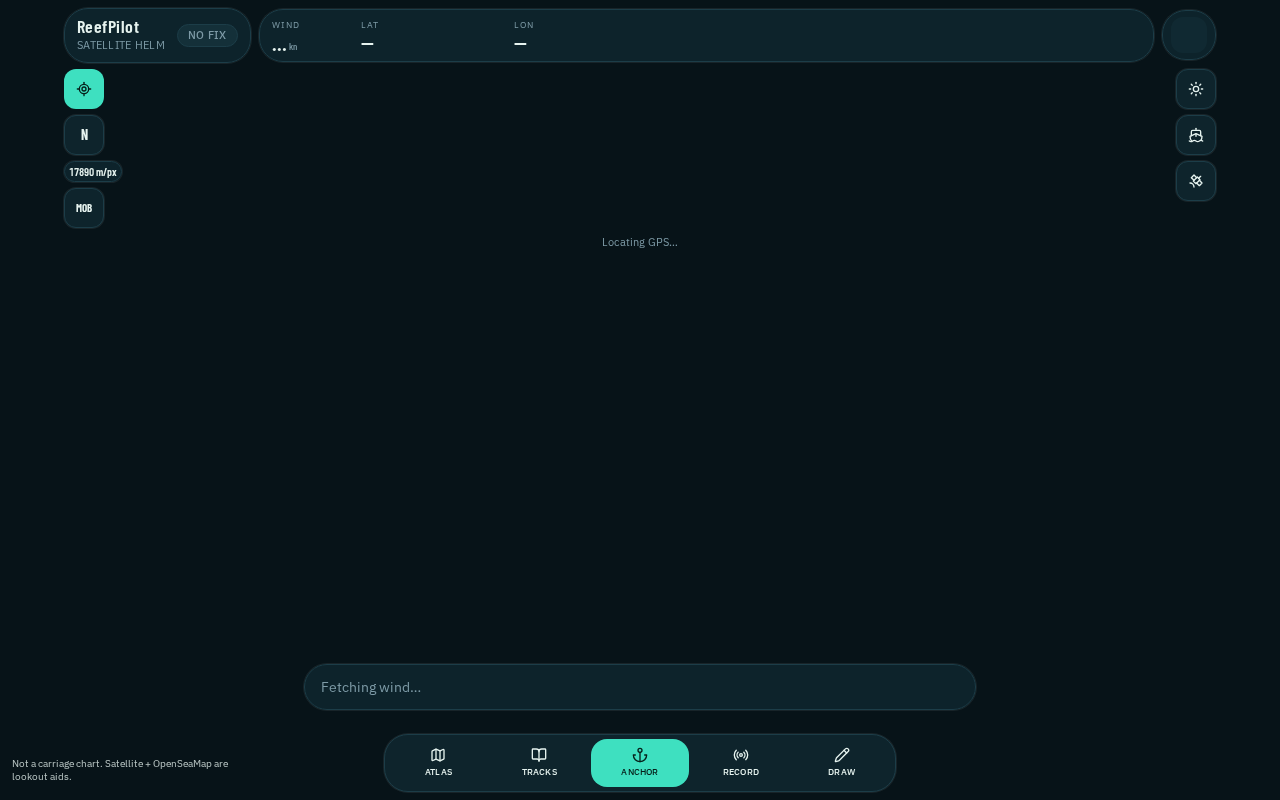 ReefPilot
SATELLITE HELM
NO FIX
WIND
... kn
LAT
—
LON
—
N
17890 m/px
MOB
Locating GPS...
Fetching wind...
ATLAS
TRACKS
ANCHOR
RECORD
DRAW
Not a carriage chart. Satellite + OpenSeaMap are
lookout aids.